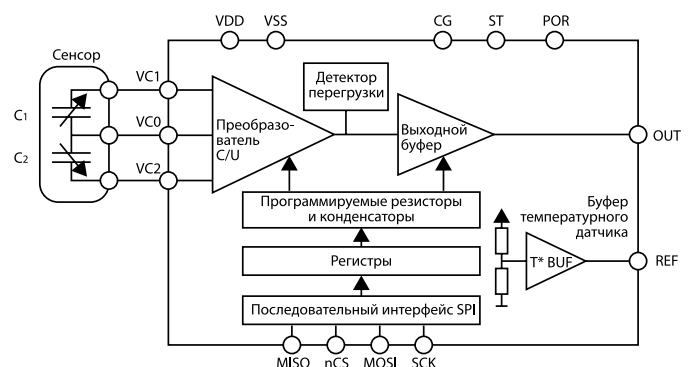 VDD VSS CG ST POR
Сенсор
VC1
Детектор
перегрузки
C1
VC0
Преобразо-
ватель
C/U
Выходной
буфер
OUT
C2
VC2
Программируемые резисторы
и конденсаторы
Буфер
температурного
датчика
Регистры
T* BUF
REF
Последовательный интерфейс SPI
MISO nCS MOSI SCK